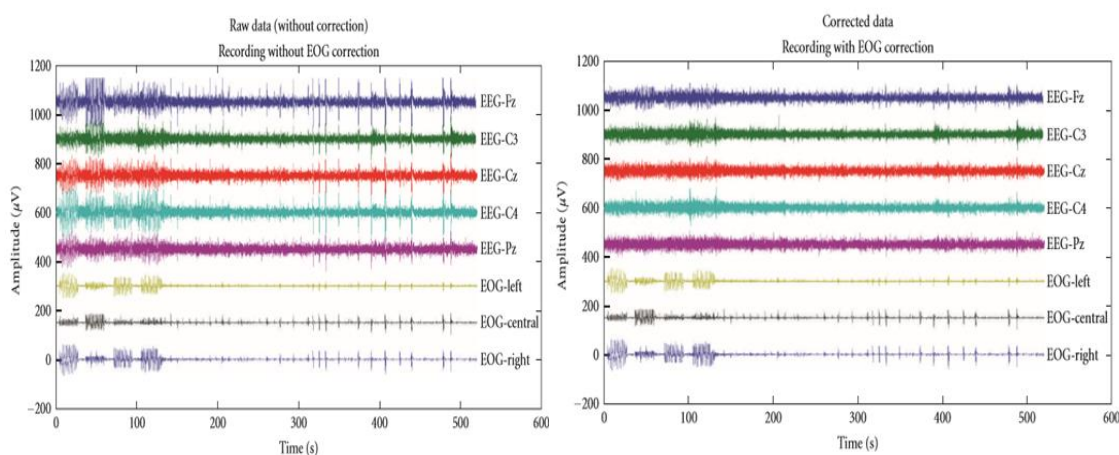 Raw data (without correction)
Recording without EOG correction
1200
1000
800
600
400
200
0
−200
Amplitude (μV)
EEG-Fz
EEG-C3
EEG-Cz
EEG-C4
EEG-Pz
EOG-left
EOG-central
EOG-right
0 100 200 300 400 500 600
Time (s)
Corrected data
Recording with EOG correction
1200
1000
800
600
400
200
0
−200
Amplitude (μV)
EEG-Fz
EEG-C3
EEG-Cz
EEG-C4
EEG-Pz
EOG-left
EOG-central
EOG-right
0 100 200 300 400 500 600
Time (s)